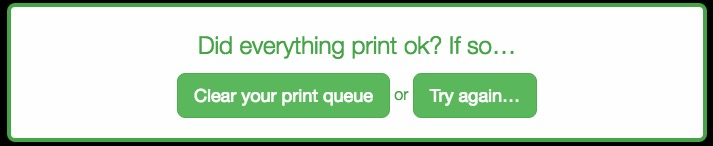 Did everything print ok? If so...
Clear your print queue or Try again...